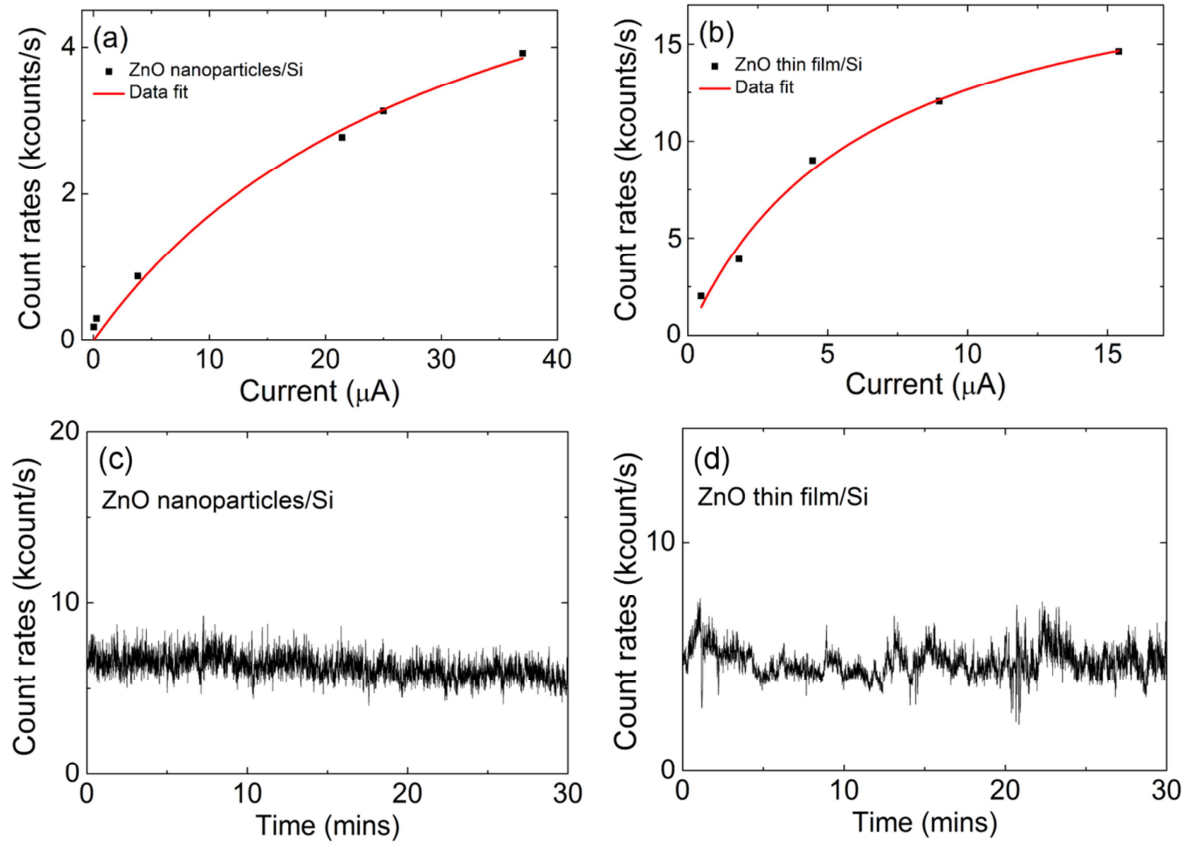 (a)
ZnO nanoparticles/Si
Data fit
Count rates (kcounts/s)
4
2
0
0 10 20 30 40
Current (μA)
(b)
ZnO thin film/Si
Data fit
Count rates (kcounts/s)
15
10
5
0
0 5 10 15
Current (μA)
(c)
ZnO nanoparticles/Si
Count rates (kcount/s)
20
10
0
0 10 20 30
Time (mins)
(d)
ZnO thin film/Si
Count rates (kcount/s)
10
0
0 10 20 30
Time (mins)